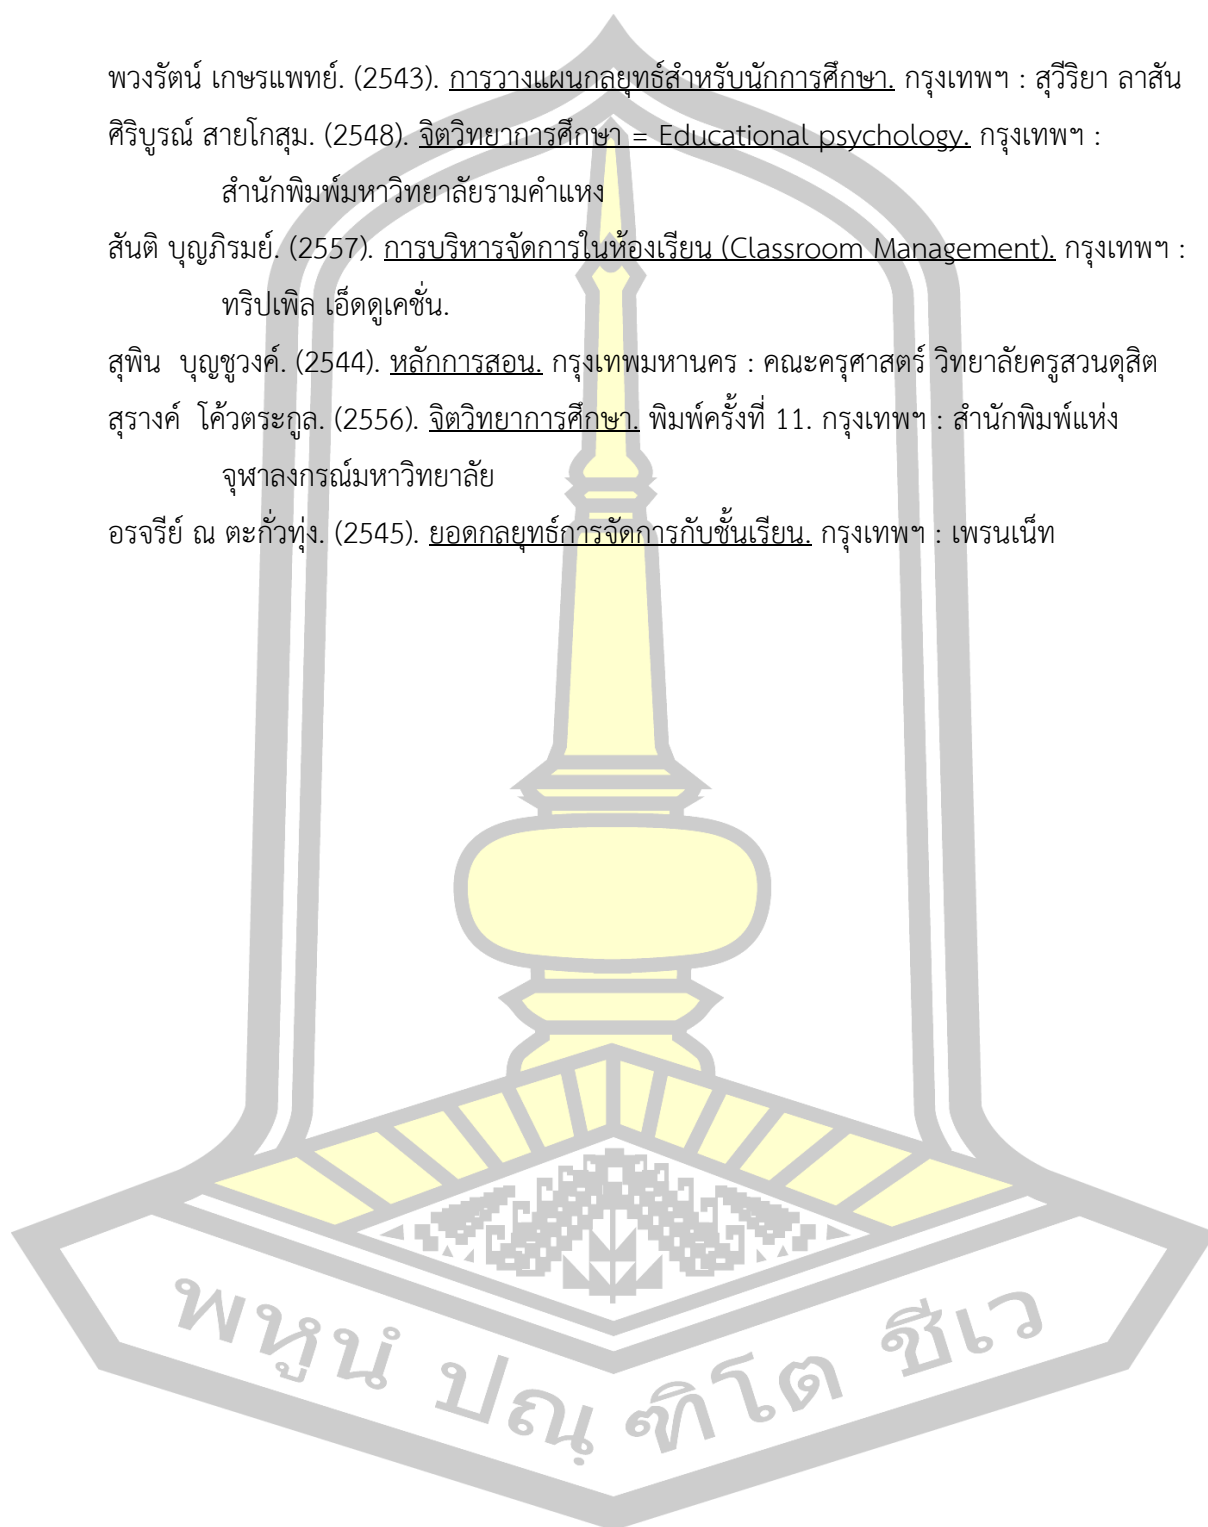 พวงรัตน์ เกษรแพทย์. (2543). การวางแผนกลยุทธ์สำหรับนักการศึกษา. กรุงเทพฯ : สุวีริยา ลาสัน
ศิริบูรณ์ สายโกสุม. (2548). จิตวิทยาการศึกษา = Educational psychology. กรุงเทพฯ :
สำนักพิมพ์มหาวิทยาลัยรามคำแหง
สันติ บุญภิรมย์. (2557). การบริหารจัดการในห้องเรียน (Classroom Management). กรุงเทพฯ :
ทริปเพิล เอ็ดดูเคชั่น.
สุพิน  บุญชูวงค์. (2544). หลักการสอน. กรุงเทพมหานคร : คณะครุศาสตร์ วิทยาลัยครูสวนดุสิต
สุรางค์  โค้วตระกูล. (2556). จิตวิทยาการศึกษา. พิมพ์ครั้งที่ 11. กรุงเทพฯ : สำนักพิมพ์แห่ง
จุฬาลงกรณ์มหาวิทยาลัย
อรจรีย์ ณ ตะกั่วทุ่ง. (2545). ยอดกลยุทธ์การจัดการกับชั้นเรียน. กรุงเทพฯ : เพรนเน็ท
พหูนํ ปณฺฑิโต ชีเว